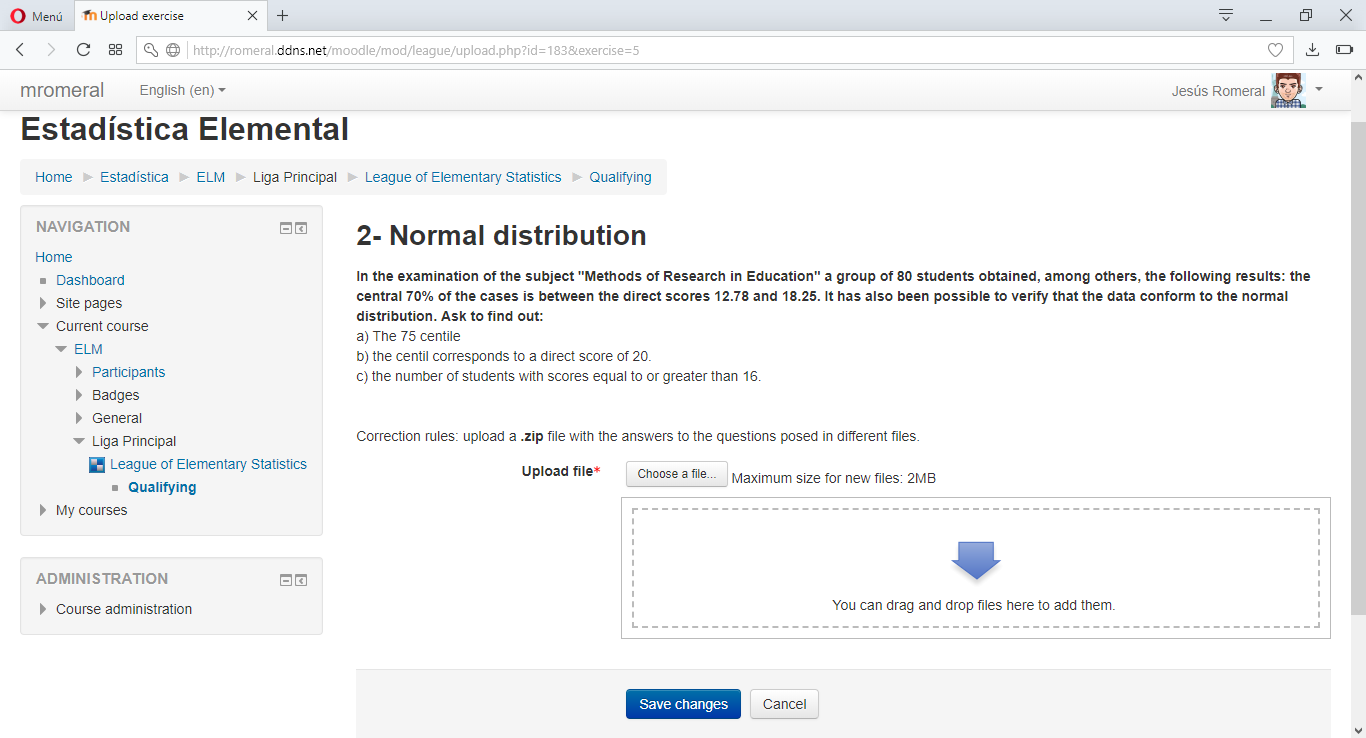 Menú
Upload exercise
http://romeral.ddns.net/moodle/mod/league/upload.php?id=183&exercise=5
mromeral
English (en)
Jesús Romeral
Estadística Elemental
Home
Estadística
ELM
Liga Principal
League of Elementary Statistics
Qualifying
NAVIGATION
Home
Dashboard
Site pages
Current course
ELM
Participants
Badges
General
Liga Principal
League of Elementary Statistics
Qualifying
My courses
ADMINISTRATION
Course administration
2- Normal distribution
In the examination of the subject "Methods of Research in Education" a group of 80 students obtained, among others, the following results: the
central 70% of the cases is between the direct scores 12.78 and 18.25. It has also been possible to verify that the data conform to the normal
distribution. Ask to find out:
a) The 75 centile
b) the centil corresponds to a direct score of 20.
c) the number of students with scores equal to or greater than 16.
Correction rules: upload a .zip file with the answers to the questions posed in different files.
Upload file*
Choose a file...
Maximum size for new files: 2MB
You can drag and drop files here to add them.
Save changes
Cancel